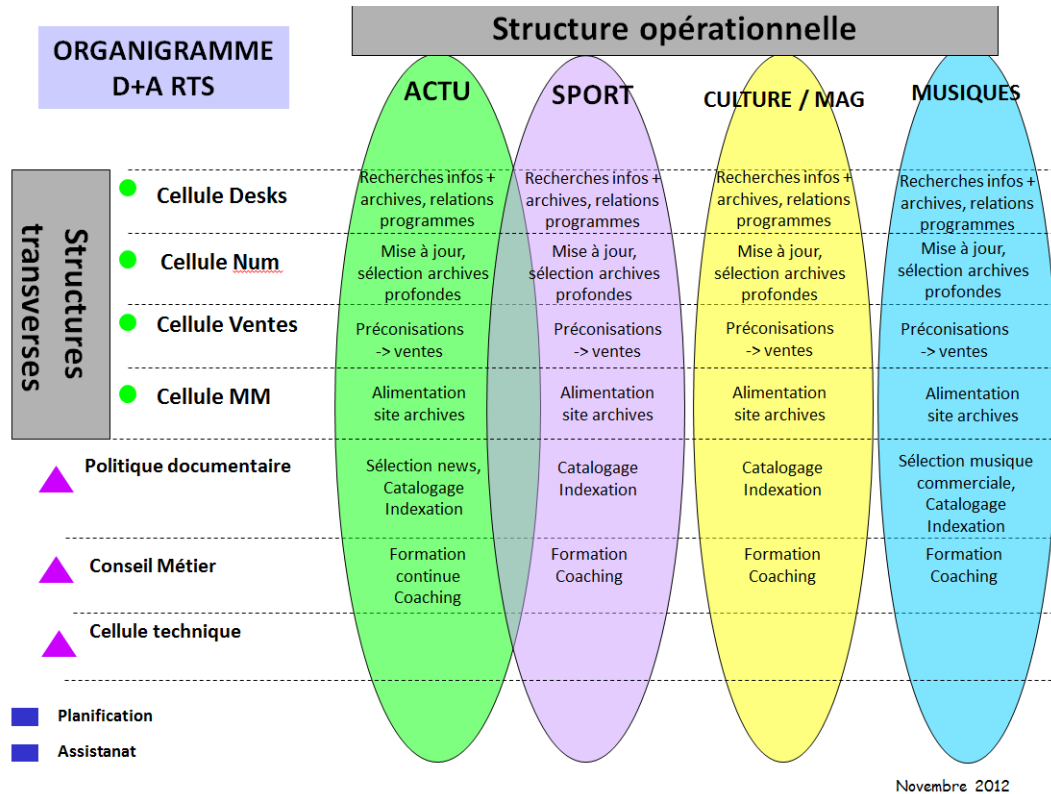 Structure opérationnelle
ORGANIGRAMME
D+A RTS
ACTU
SPORT
CULTURE / MAG
MUSIQUES
Structures
transverses
Cellule Desks
Recherches infos +
archives, relations
programmes
Recherches infos +
archives, relations
programmes
Recherches infos +
archives, relations
programmes
Recherches infos +
archives, relations
programmes
Cellule Num
Mise à jour,
sélection archives
profondes
Mise à jour,
sélection archives
profondes
Mise à jour,
sélection archives
profondes
Mise à jour,
sélection archives
profondes
Cellule Ventes
Préconisations
-> ventes
Préconisations
-> ventes
Préconisations
-> ventes
Préconisations
-> ventes
Cellule MM
Alimentation
site archives
Alimentation
site archives
Alimentation
site archives
Alimentation
site archives
Politique documentaire
Sélection news,
Catalogage
Indexation
Catalogage
Indexation
Catalogage
Indexation
Sélection musique
commerciale,
Catalogage
Indexation
Conseil Métier
Formation
continue
Coaching
Formation
Coaching
Formation
Coaching
Formation
Coaching
Cellule technique
Planification
Assistanat
Novembre 2012